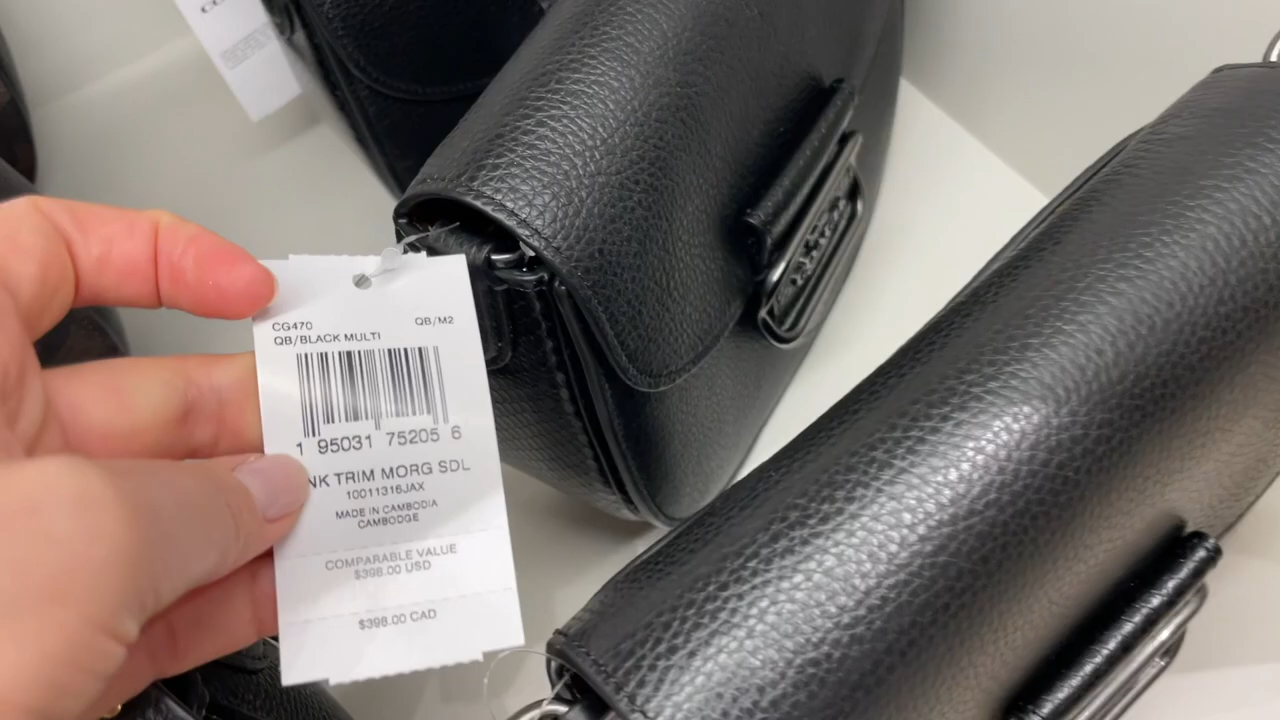 CG470 QB/M2
QB/BLACK MULTI
1 95031 75205 6
NK TRIM MORG SDL
10011316JAX
MADE IN CAMBODIA
CAMBODGE
COMPARABLE VALUE
$398.00 USD
$398.00 CAD